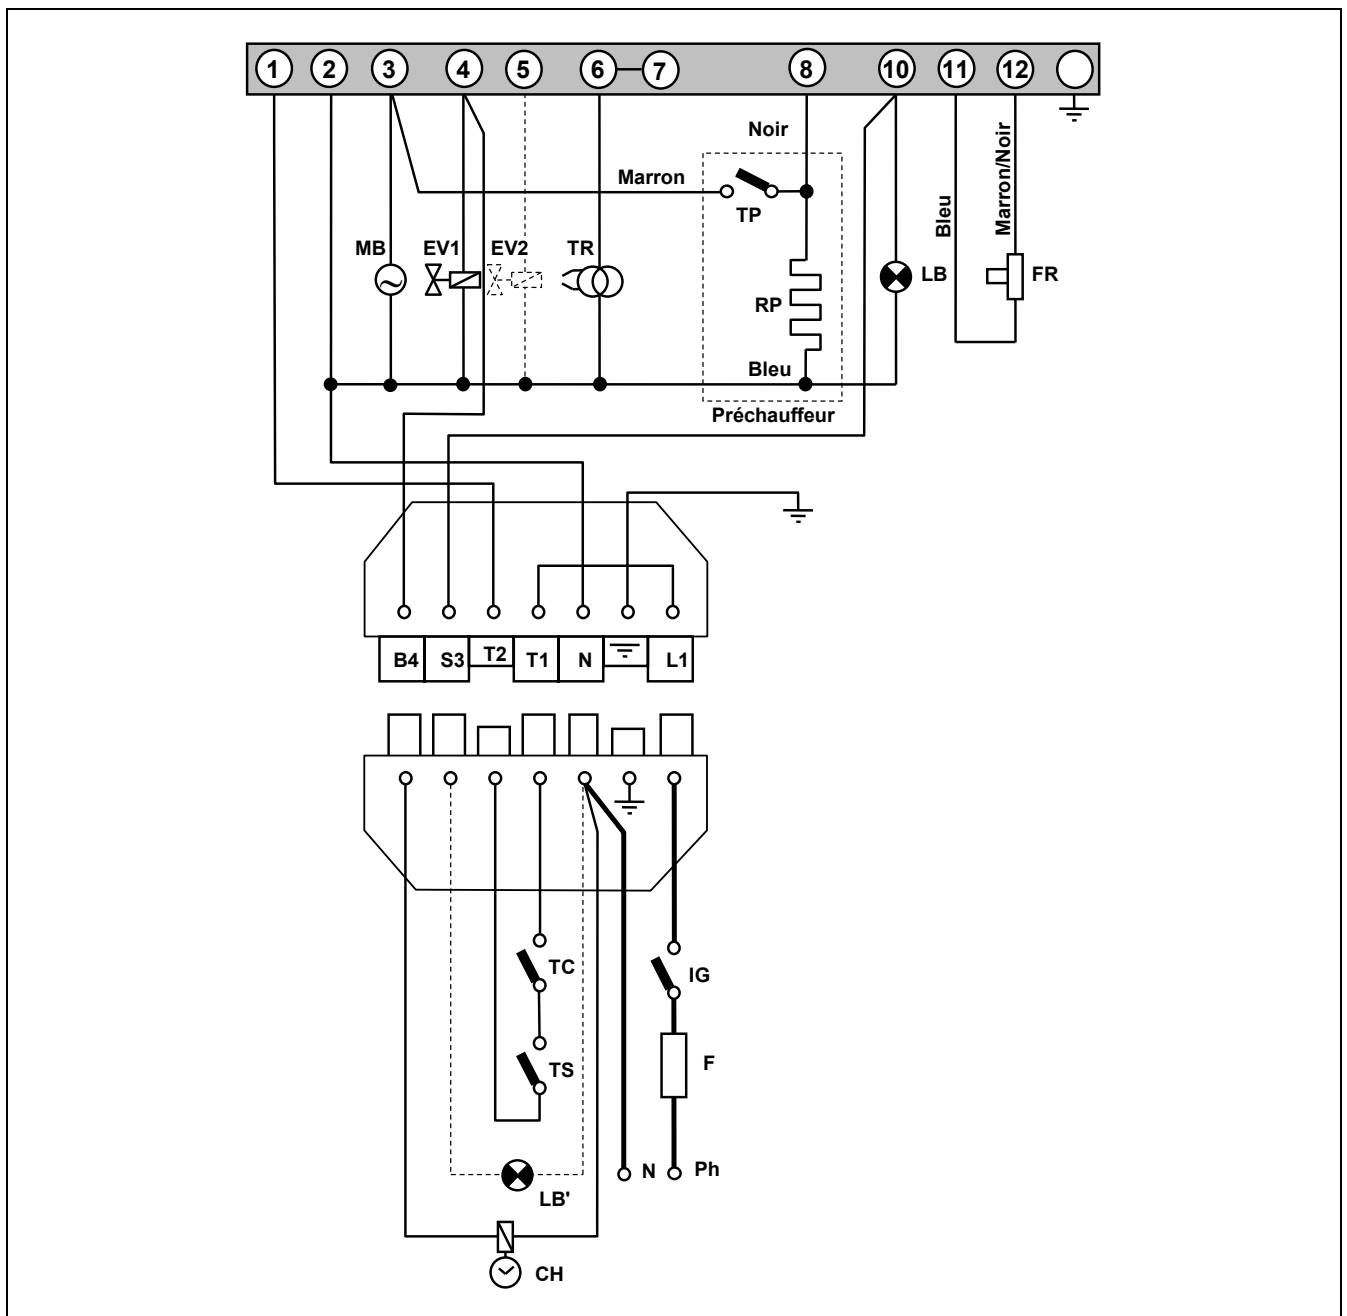 1 2 3 4 5 6 7 8 10 11 12
Noir
Marron
TP
Bleu
Marron/Noir
MB EV1 EV2 TR
RP
LB
FR
Bleu
Préchauffeur
B4 S3 T2 T1 N L1
TC
IG
TS
F
N
Ph
LB'
CH